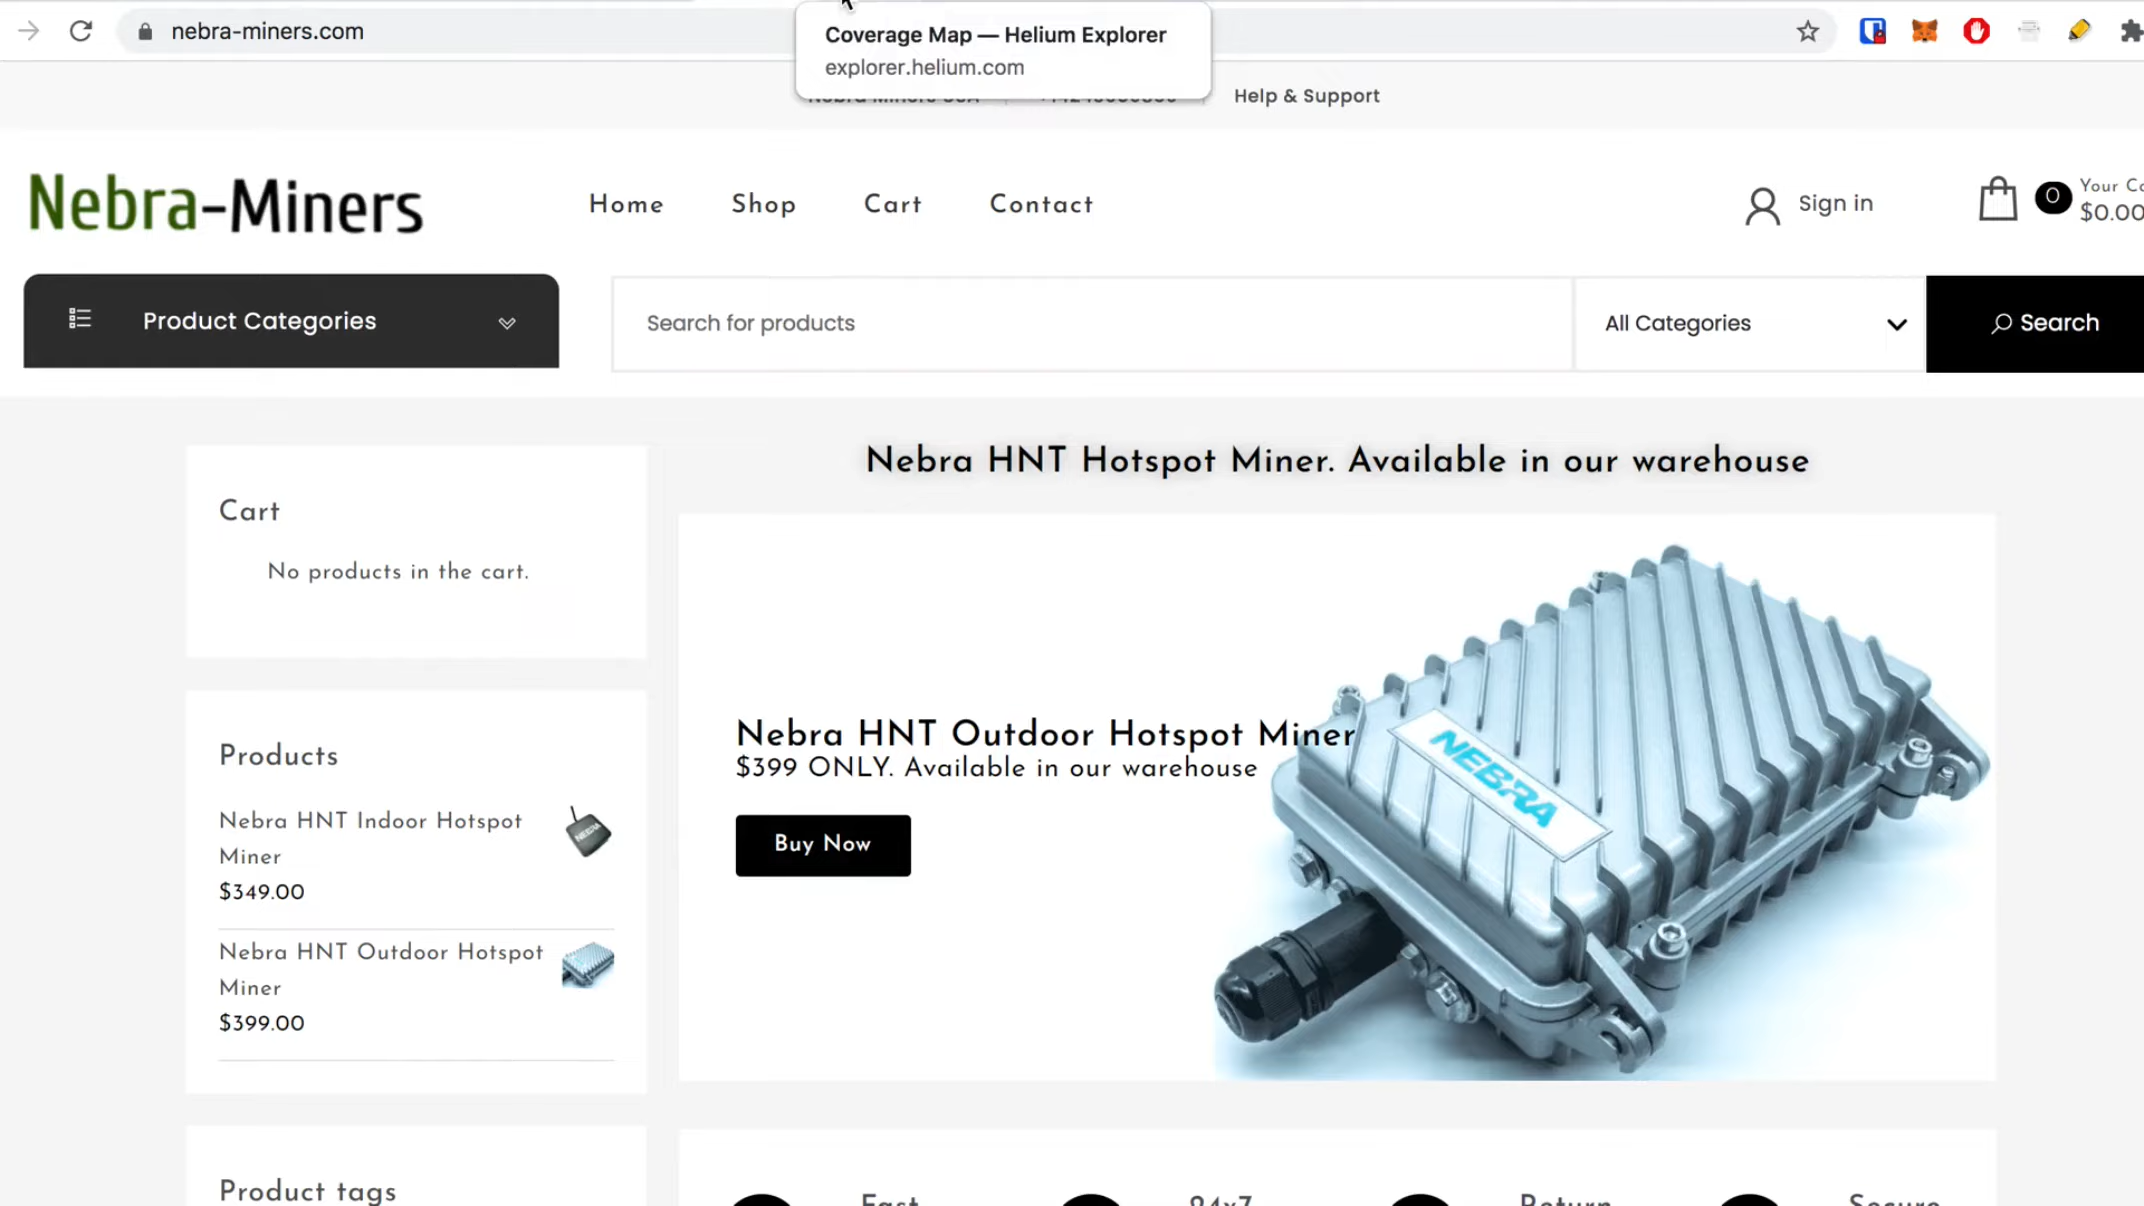 nebra-miners.com
Coverage Map — Helium Explorer
explorer.helium.com
Help & Support
Nebra-Miners
Home
Shop
Cart
Contact
Sign in
0
$0.00
Product Categories
Search for products
All Categories
Search
Nebra HNT Hotspot Miner. Available in our warehouse
Cart
No products in the cart.
Nebra HNT Outdoor Hotspot Miner
$399 ONLY. Available in our warehouse
Buy Now
NEBRA
Products
Nebra HNT Indoor Hotspot
Miner
$349.00
Nebra HNT Outdoor Hotspot
Miner
$399.00
Product tags
Fast
24x7
Return
Secure